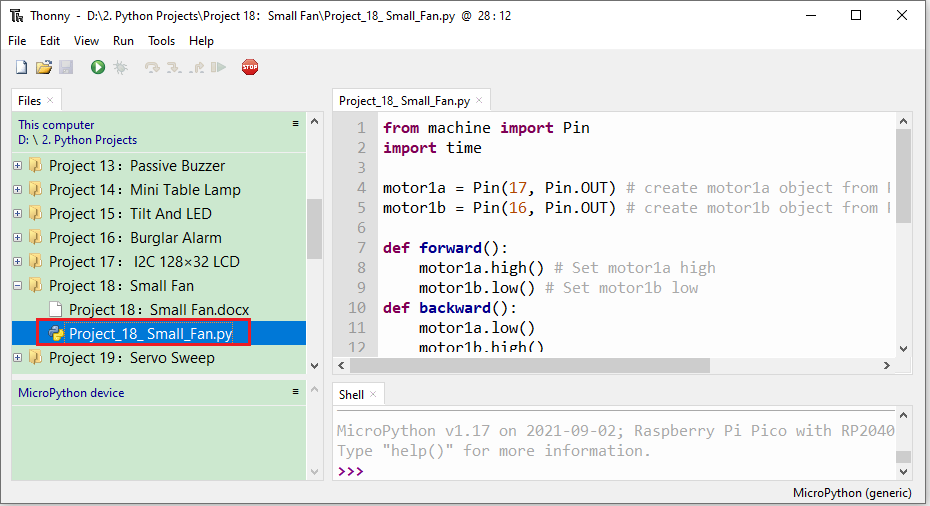 Thonny - D:\2. Python Projects\Project 18：Small Fan\Project_18_ Small_Fan.py @ 28 : 12
File Edit View Run Tools Help
STOP
Files ×
This computer
D: \ 2. Python Projects
Project 13：Passive Buzzer
Project 14：Mini Table Lamp
Project 15：Tilt And LED
Project 16：Burglar Alarm
Project 17： I2C 128×32 LCD
Project 18：Small Fan
Project 18：Small Fan.docx
Project_18_ Small_Fan.py
Project 19：Servo Sweep
MicroPython device
Project_18_ Small_Fan.py ×
1 from machine import Pin
2 import time
3
4 motor1a = Pin(17, Pin.OUT) # create motor1a object from
5 motor1b = Pin(16, Pin.OUT) # create motor1b object from
6
7 def forward():
8 motor1a.high() # Set motor1a high
9 motor1b.low() # Set motor1b low
10 def backward():
11 motor1a.low()
12 motor1b.high()
Shell ×
MicroPython v1.17 on 2021-09-02; Raspberry Pi Pico with RP2040
Type "help()" for more information.
>>>
MicroPython (generic)